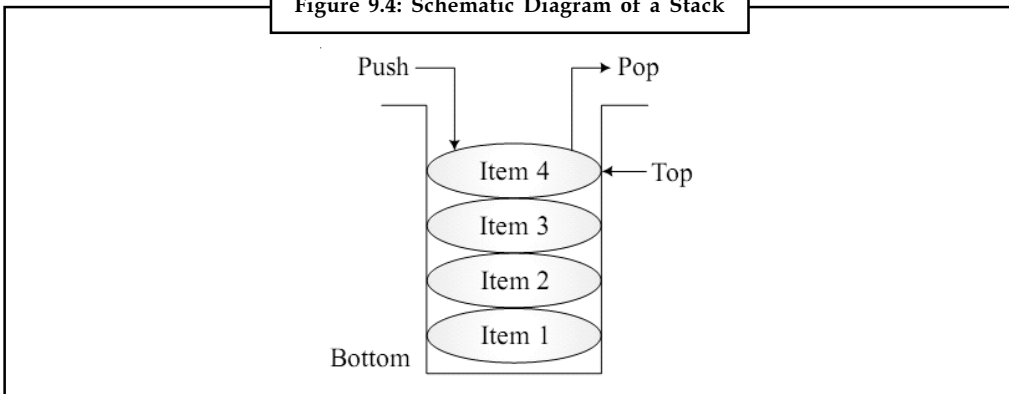 Figure 9.4: Schematic Diagram of a Stack
Push Pop
Item 4 Top
Item 3
Item 2
Item 1
Bottom